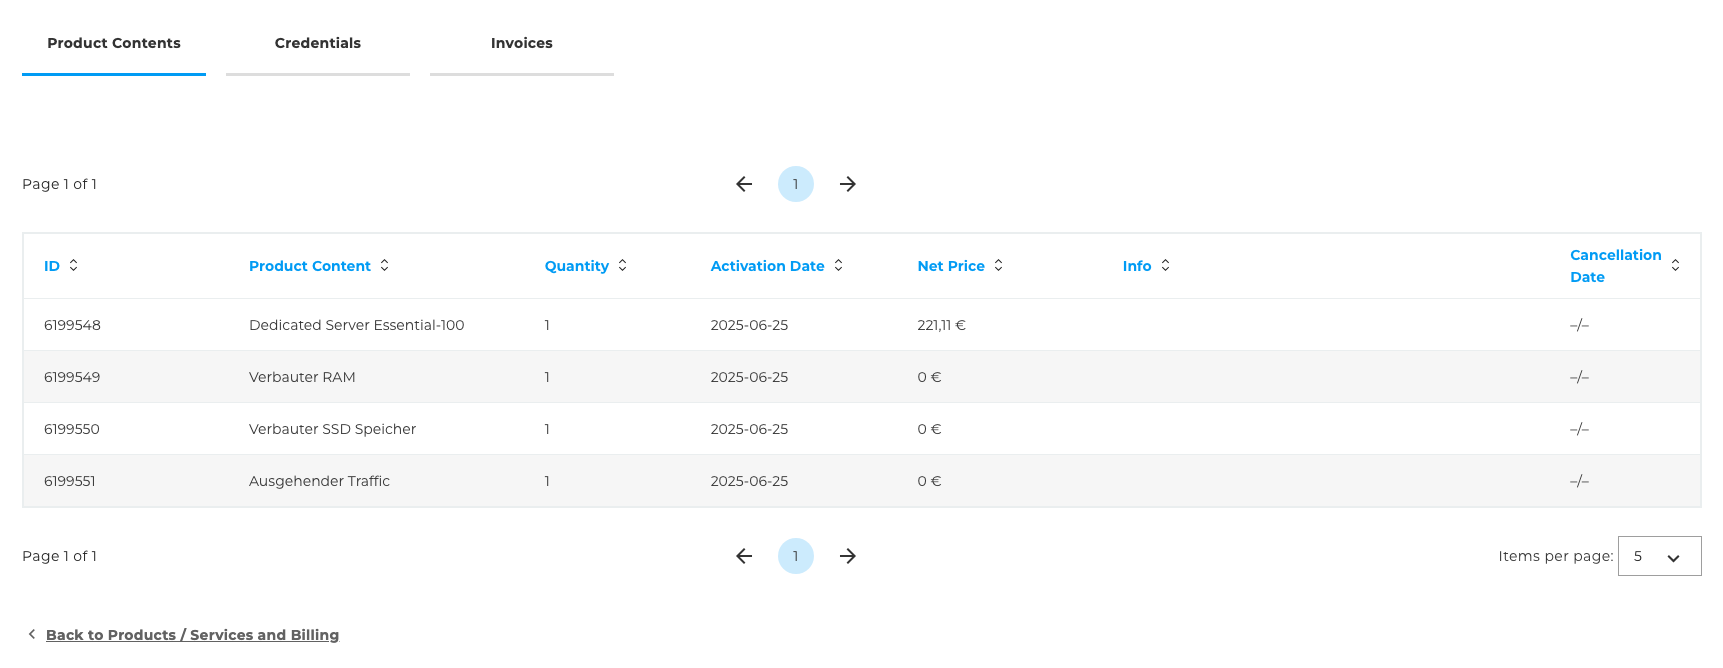 Product Contents Credentials Invoices
Page 1 of 1 1
ID Product Content Quantity Activation Date Net Price Info Cancellation Date
6199548 Dedicated Server Essential-100 1 2025-06-25 221,11 € –/–
6199549 Verbauter RAM 1 2025-06-25 0 € –/–
6199550 Verbauter SSD Speicher 1 2025-06-25 0 € –/–
6199551 Ausgehender Traffic 1 2025-06-25 0 € –/–
Page 1 of 1 1 Items per page: 5
Back to Products / Services and Billing